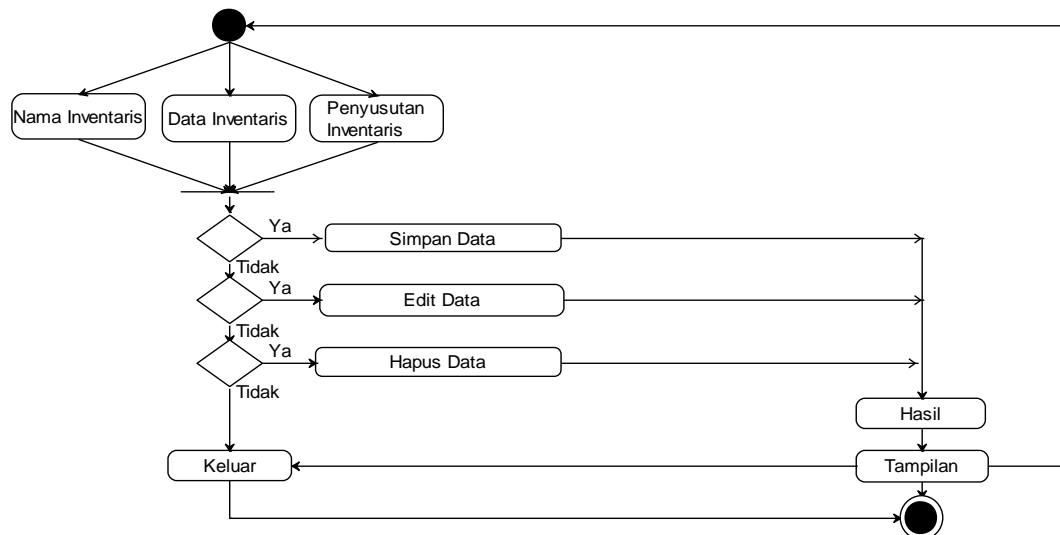 Nama Inventaris
Data Inventaris
Penyusutan
Inventaris
Ya
Simpan Data
Tidak
Ya
Edit Data
Tidak
Ya
Hapus Data
Tidak
Hasil
Keluar
Tampilan